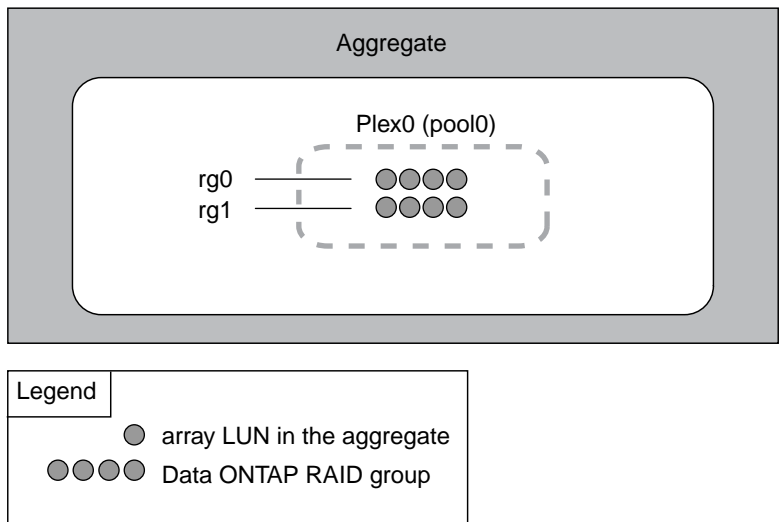 Aggregate
Plex0 (pool0)
rg0
rg1
Legend
array LUN in the aggregate
Data ONTAP RAID group